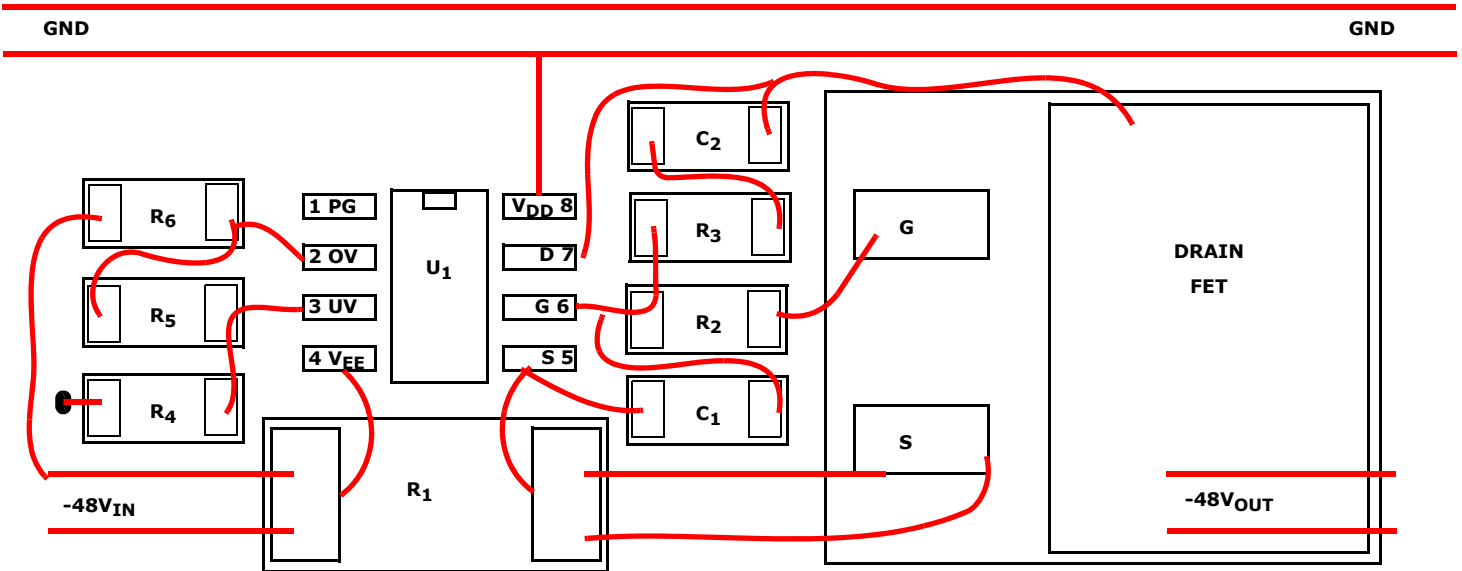 GND GND
C2
R6 1 PG VDD 8 R3 G
2 OV U1 D 7 DRAIN
FET
R5 3 UV G 6 R2
4 VEE S 5
R4 C1
S
R1
-48VIN -48VOUT